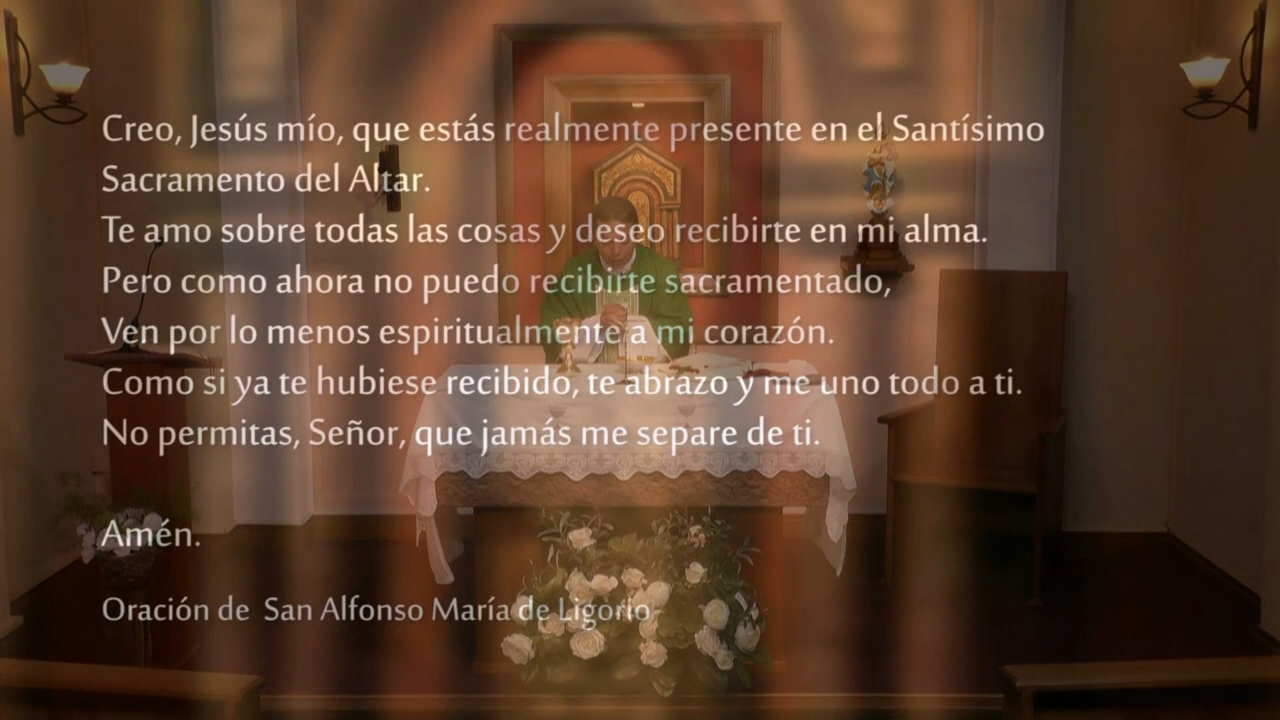 Creo, Jesús mío, que estás realmente presente en el Santísimo
Sacramento del Altar.
Te amo sobre todas las cosas y deseo recibirte en mi alma.
Pero como ahora no puedo recibirte sacramentado,
Ven por lo menos espiritualmente a mi corazón.
Como si ya te hubiese recibido, te abrazo y me uno todo a ti.
No permitas, Señor, que jamás me separe de ti.
Amén.
Oración de San Alfonso María de Ligorio